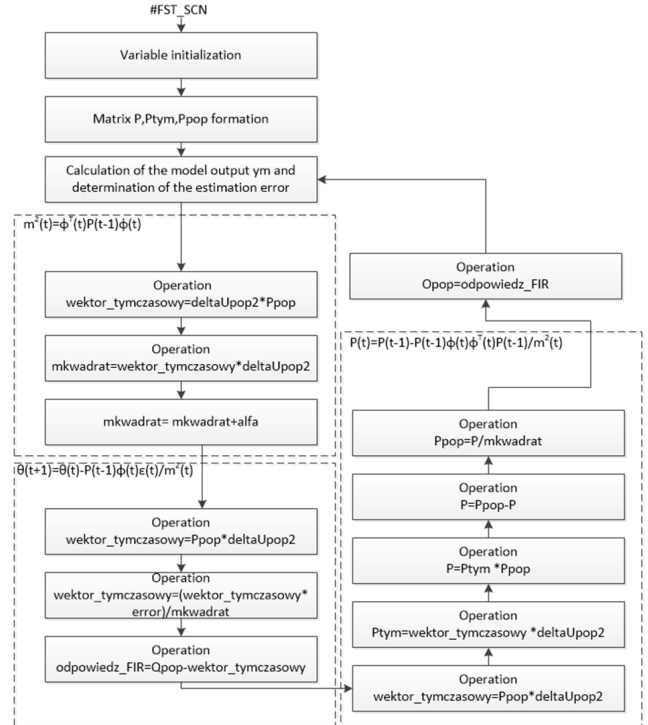 #FST_SCN
Variable initialization
Matrix P,Ptym,Ppop formation
Calculation of the model output ym and
determination of the estimation error
m²(t)=ϕᵀ(t)P(t-1)ϕ(t)
Operation
wektor_tymczasowy=deltaUpop2*Ppop
Operation
mkwadrat=wektor_tymczasowy*deltaUpop2
mkwadrat= mkwadrat+alfa
θ(t+1)=θ(t)-P(t-1)ϕ(t)ε(t)/m²(t)
Operation
wektor_tymczasowy=Ppop*deltaUpop2
Operation
wektor_tymczasowy=(wektor_tymczasowy*
error)/mkwadrat
Operation
odpowiedz_FIR=Qpop-wektor_tymczasowy
Operation
Opop=odpowiedz_FIR
P(t)=P(t-1)-P(t-1)ϕ(t)ϕᵀ(t)P(t-1)/m²(t)
Operation
Ppop=P/mkwadrat
Operation
P=Ppop-P
Operation
P=Ptym *Ppop
Operation
Ptym=wektor_tymczasowy *deltaUpop2
Operation
wektor_tymczasowy=Ppop*deltaUpop2